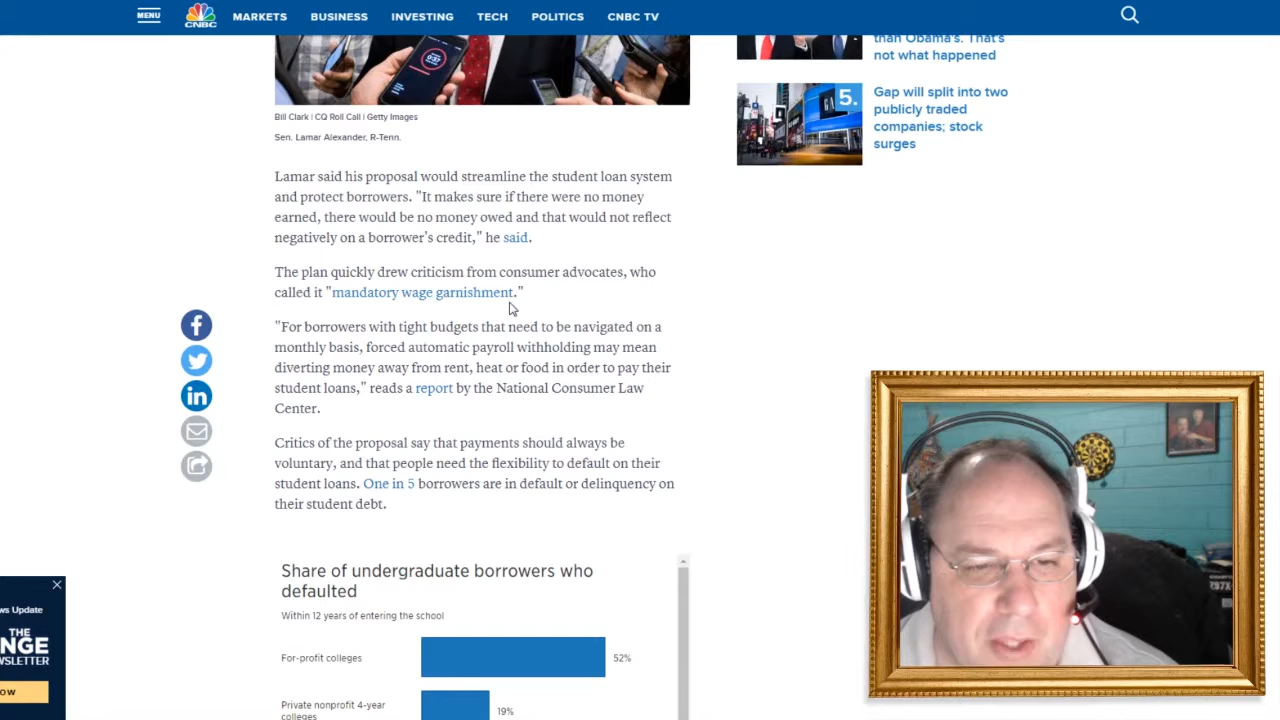 MENU
CNBC
MARKETS
BUSINESS
INVESTING
TECH
POLITICS
CNBC TV
than Obama's. That's
not what happened
5.
Gap will split into two
publicly traded
companies; stock
surges
Bill Clark | CQ Roll Call | Getty Images
Sen. Lamar Alexander, R-Tenn.
Lamar said his proposal would streamline the student loan system
and protect borrowers. "It makes sure if there were no money
earned, there would be no money owed and that would not reflect
negatively on a borrower's credit," he said.
The plan quickly drew criticism from consumer advocates, who
called it "mandatory wage garnishment."
"For borrowers with tight budgets that need to be navigated on a
monthly basis, forced automatic payroll withholding may mean
diverting money away from rent, heat or food in order to pay their
student loans," reads a report by the National Consumer Law
Center.
Critics of the proposal say that payments should always be
voluntary, and that people need the flexibility to default on their
student loans. One in 5 borrowers are in default or delinquency on
their student debt.
Share of undergraduate borrowers who
defaulted
Within 12 years of entering the school
For-profit colleges
52%
Private nonprofit 4-year
colleges
19%
ws Update
THE
NGE
WSLETTER
OW